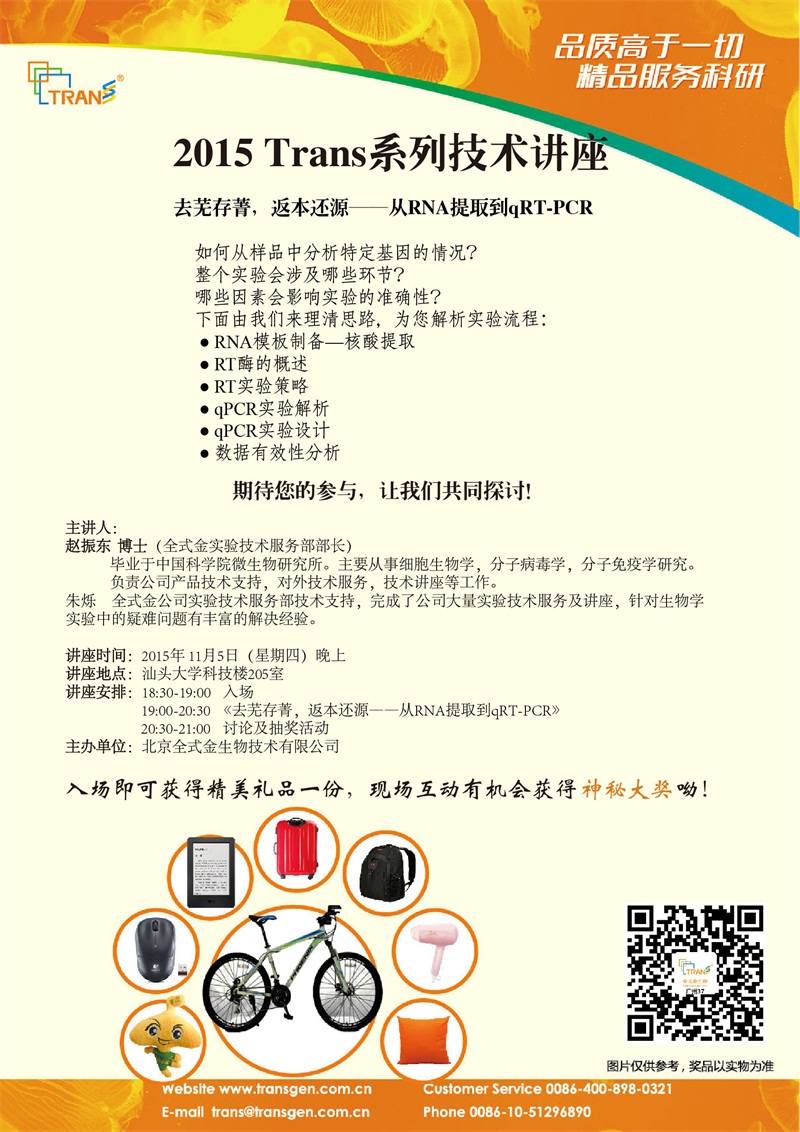 品质高于一切
精品服务科研
TRANS®
2015 Trans系列技术讲座
去芜存菁，返本还源——从RNA提取到qRT-PCR
如何从样品中分析特定基因的情况？
整个实验会涉及哪些环节？
哪些因素会影响实验的准确性？
下面由我们来理清思路，为您解析实验流程：
● RNA模板制备—核酸提取
● RT酶的概述
● RT实验策略
● qPCR实验解析
● qPCR实验设计
● 数据有效性分析
期待您的参与，让我们共同探讨！
主讲人：
赵振东 博士（全式金实验技术服务部部长）
毕业于中国科学院微生物研究所。主要从事细胞生物学，分子病毒学，分子免疫学研究。
负责公司产品技术支持，对外技术服务，技术讲座等工作。
朱烁 全式金公司实验技术服务部技术支持，完成了公司大量实验技术服务及讲座，针对生物学
实验中的疑难问题有丰富的解决经验。
讲座时间：2015年11月5日（星期四）晚上
讲座地点：汕头大学科技楼205室
讲座安排：18:30-19:00 入场
19:00-20:30 《去芜存菁，返本还源——从RNA提取到qRT-PCR》
20:30-21:00 讨论及抽奖活动
主办单位：北京全式金生物技术有限公司
入场即可获得精美礼品一份，现场互动有机会获得神秘大奖呦！
TRANS
广州37
图片仅供参考，奖品以实物为准
Website www.transgen.com.cn
Customer Service 0086-400-898-0321
E-mail trans@transgen.com.cn
Phone 0086-10-51296890